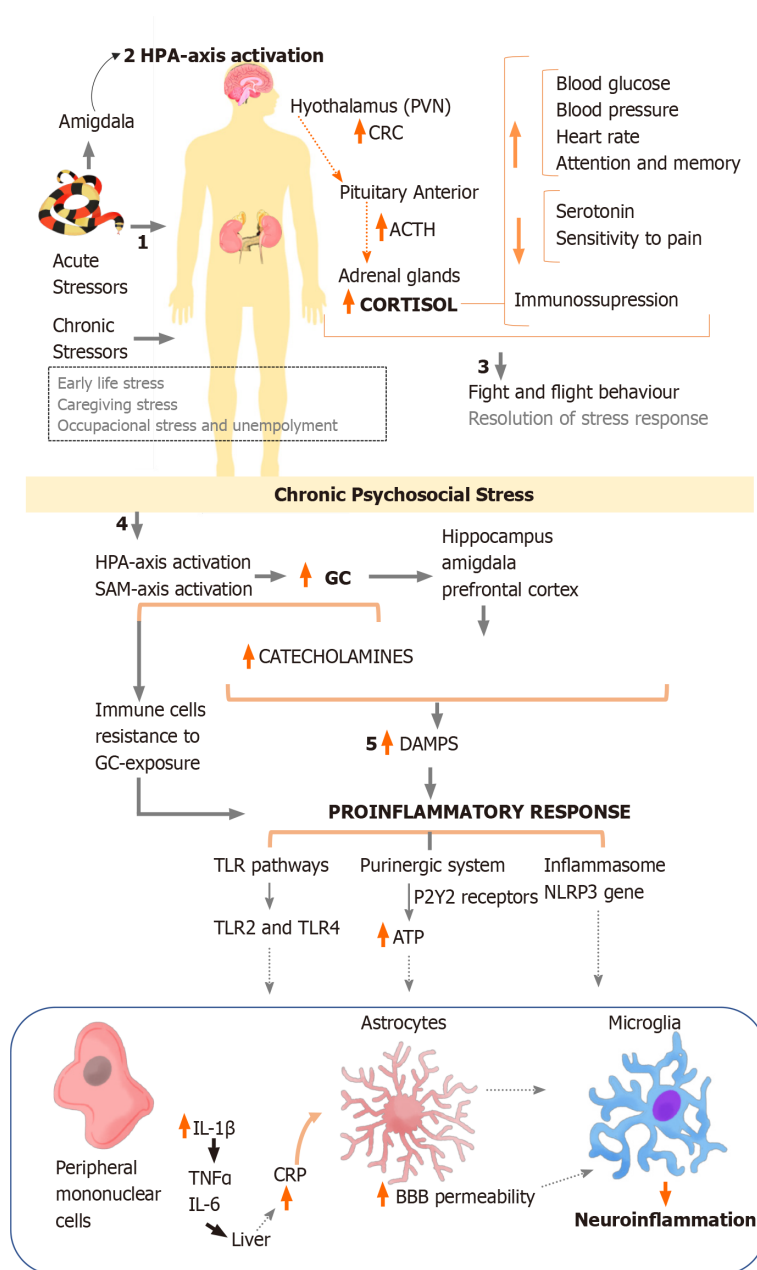 2 HPA-axis activation
Amigdala
1
Acute
Stressors
Chronic
Stressors
Early life stress
Caregiving stress
Occupacional stress and unempolyment
Hyothalamus (PVN)
CRC
Pituitary Anterior
ACTH
Adrenal glands
CORTISOL
Blood glucose
Blood pressure
Heart rate
Attention and memory
Serotonin
Sensitivity to pain
Immunossupression
3
Fight and flight behaviour
Resolution of stress response
Chronic Psychosocial Stress
4
HPA-axis activation
SAM-axis activation
GC
Hippocampus
amigdala
prefrontal cortex
CATECHOLAMINES
Immune cells
resistance to
GC-exposure
5 DAMPS
PROINFLAMMATORY RESPONSE
TLR pathways
TLR2 and TLR4
Purinergic system
P2Y2 receptors
ATP
Inflammasome
NLRP3 gene
Peripheral
mononuclear
cells
IL-1β
TNFα
IL-6
Liver
CRP
Astrocytes
BBB permeability
Microglia
Neuroinflammation